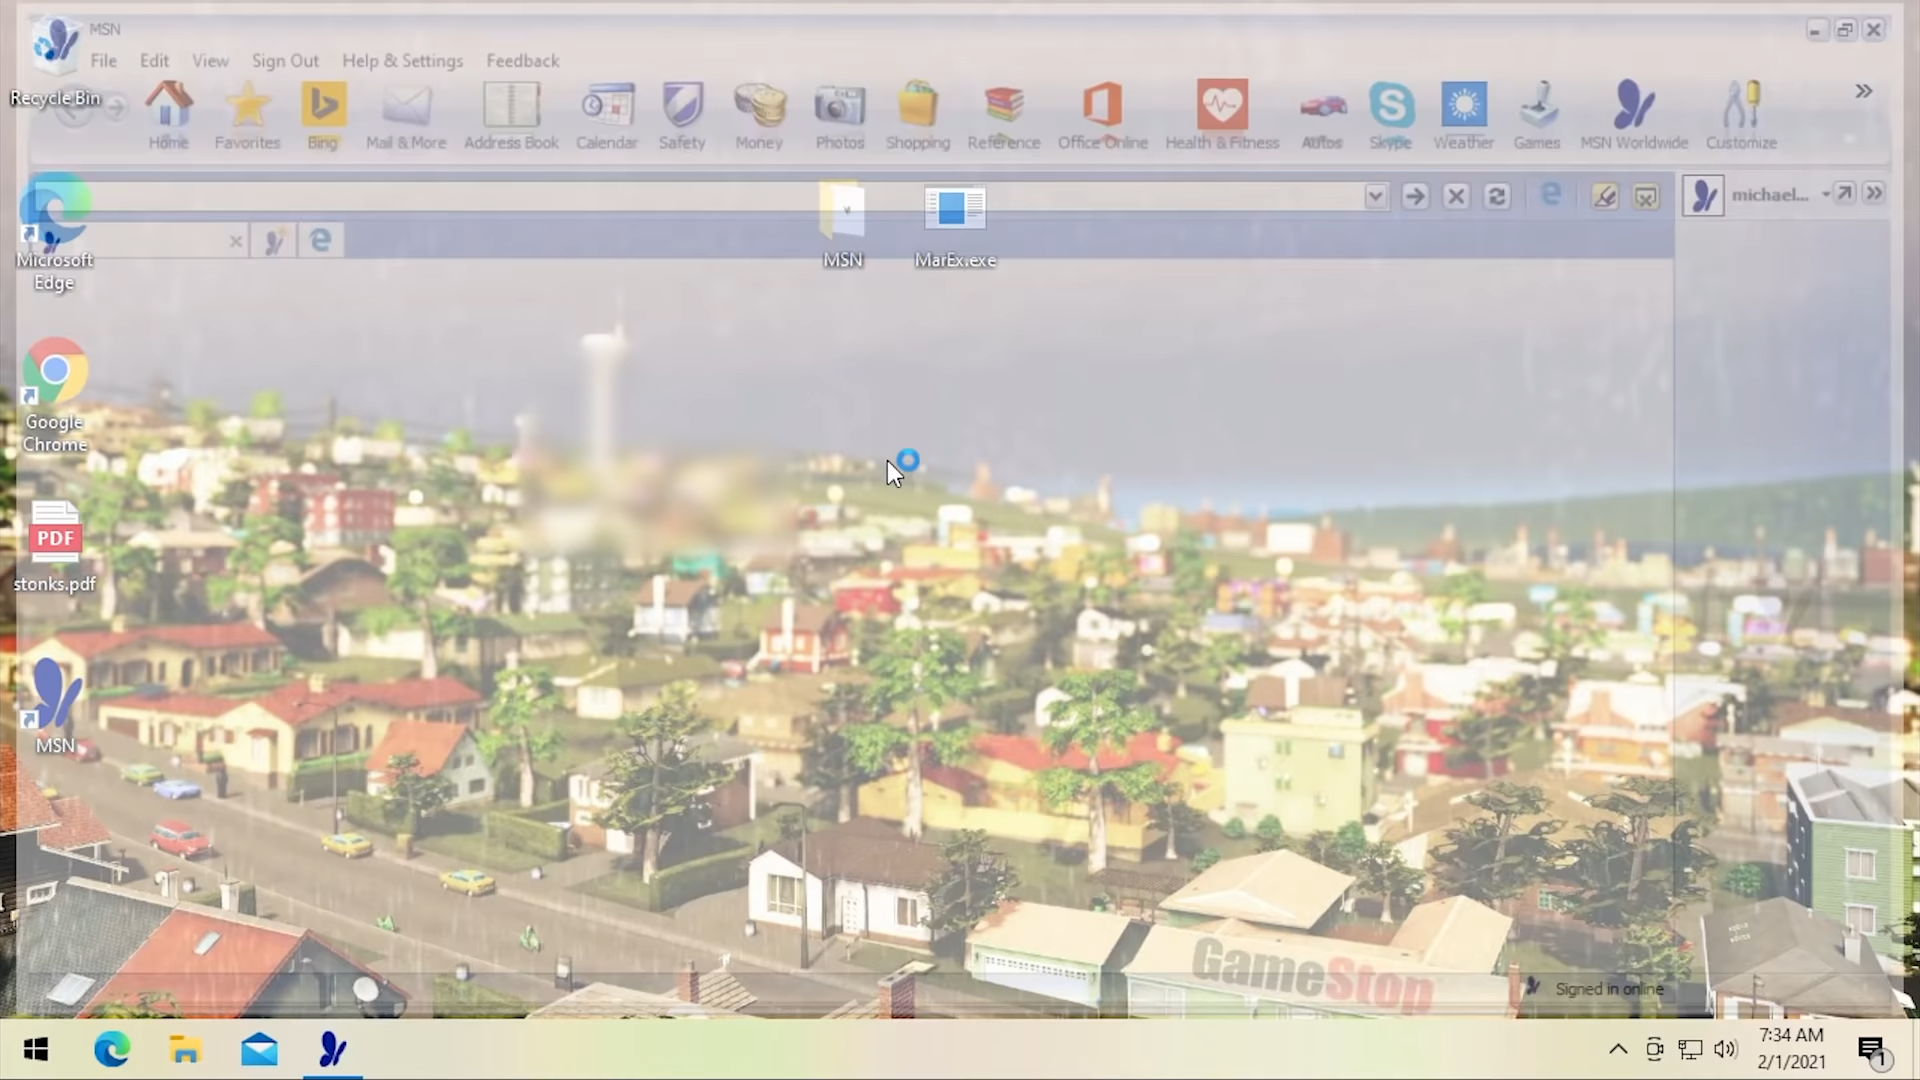 MSN
File Edit View Sign Out Help & Settings Feedback
Recycle Bin
Home Favorites Bing Mail & More Address Book Calendar Safety Money Photos Shopping Reference Office Online Health & Fitness Autos Skype Weather Games MSN Worldwide Customize
michael...
Microsoft
Edge
MSN
MarEx.exe
Google
Chrome
PDF
stonks.pdf
MSN
GameStop
Signed in online
7:34 AM
2/1/2021
1